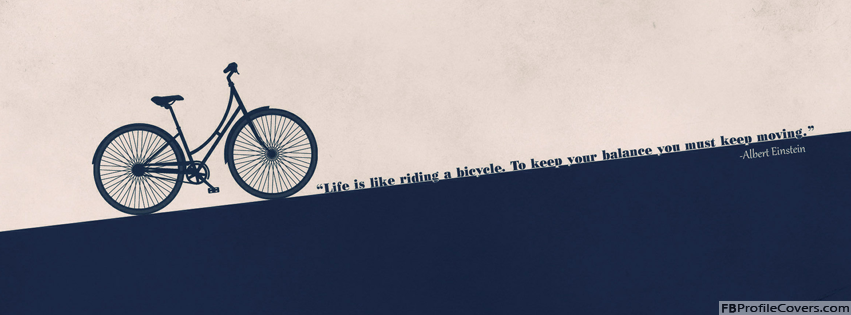 “Life is like riding a bicycle. To keep your balance you must keep moving.”
-Albert Einstein
FBProfileCovers.com